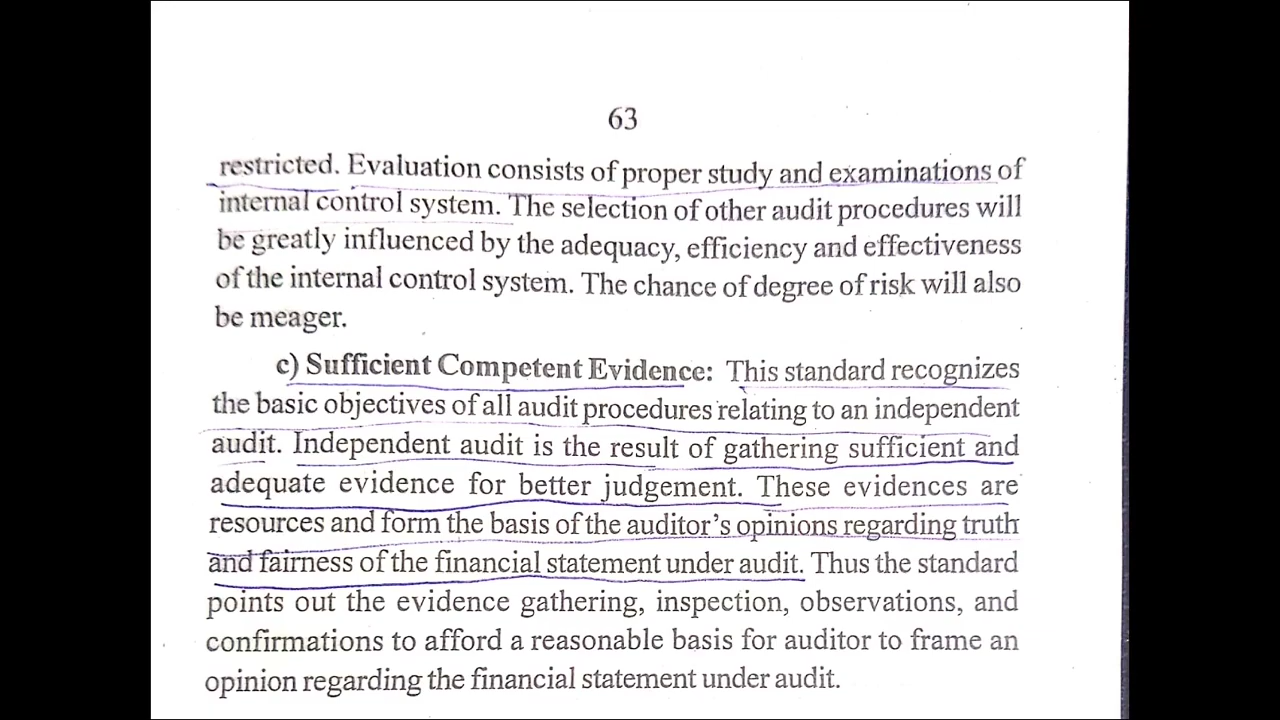 63
restricted. Evaluation consists of proper study and examinations of
internal control system. The selection of other audit procedures will
be greatly influenced by the adequacy, efficiency and effectiveness
of the internal control system. The chance of degree of risk will also
be meager.
c) Sufficient Competent Evidence: This standard recognizes
the basic objectives of all audit procedures relating to an independent
audit. Independent audit is the result of gathering sufficient and
adequate evidence for better judgement. These evidences are
resources and form the basis of the auditor's opinions regarding truth
and fairness of the financial statement under audit. Thus the standard
points out the evidence gathering, inspection, observations, and
confirmations to afford a reasonable basis for auditor to frame an
opinion regarding the financial statement under audit.